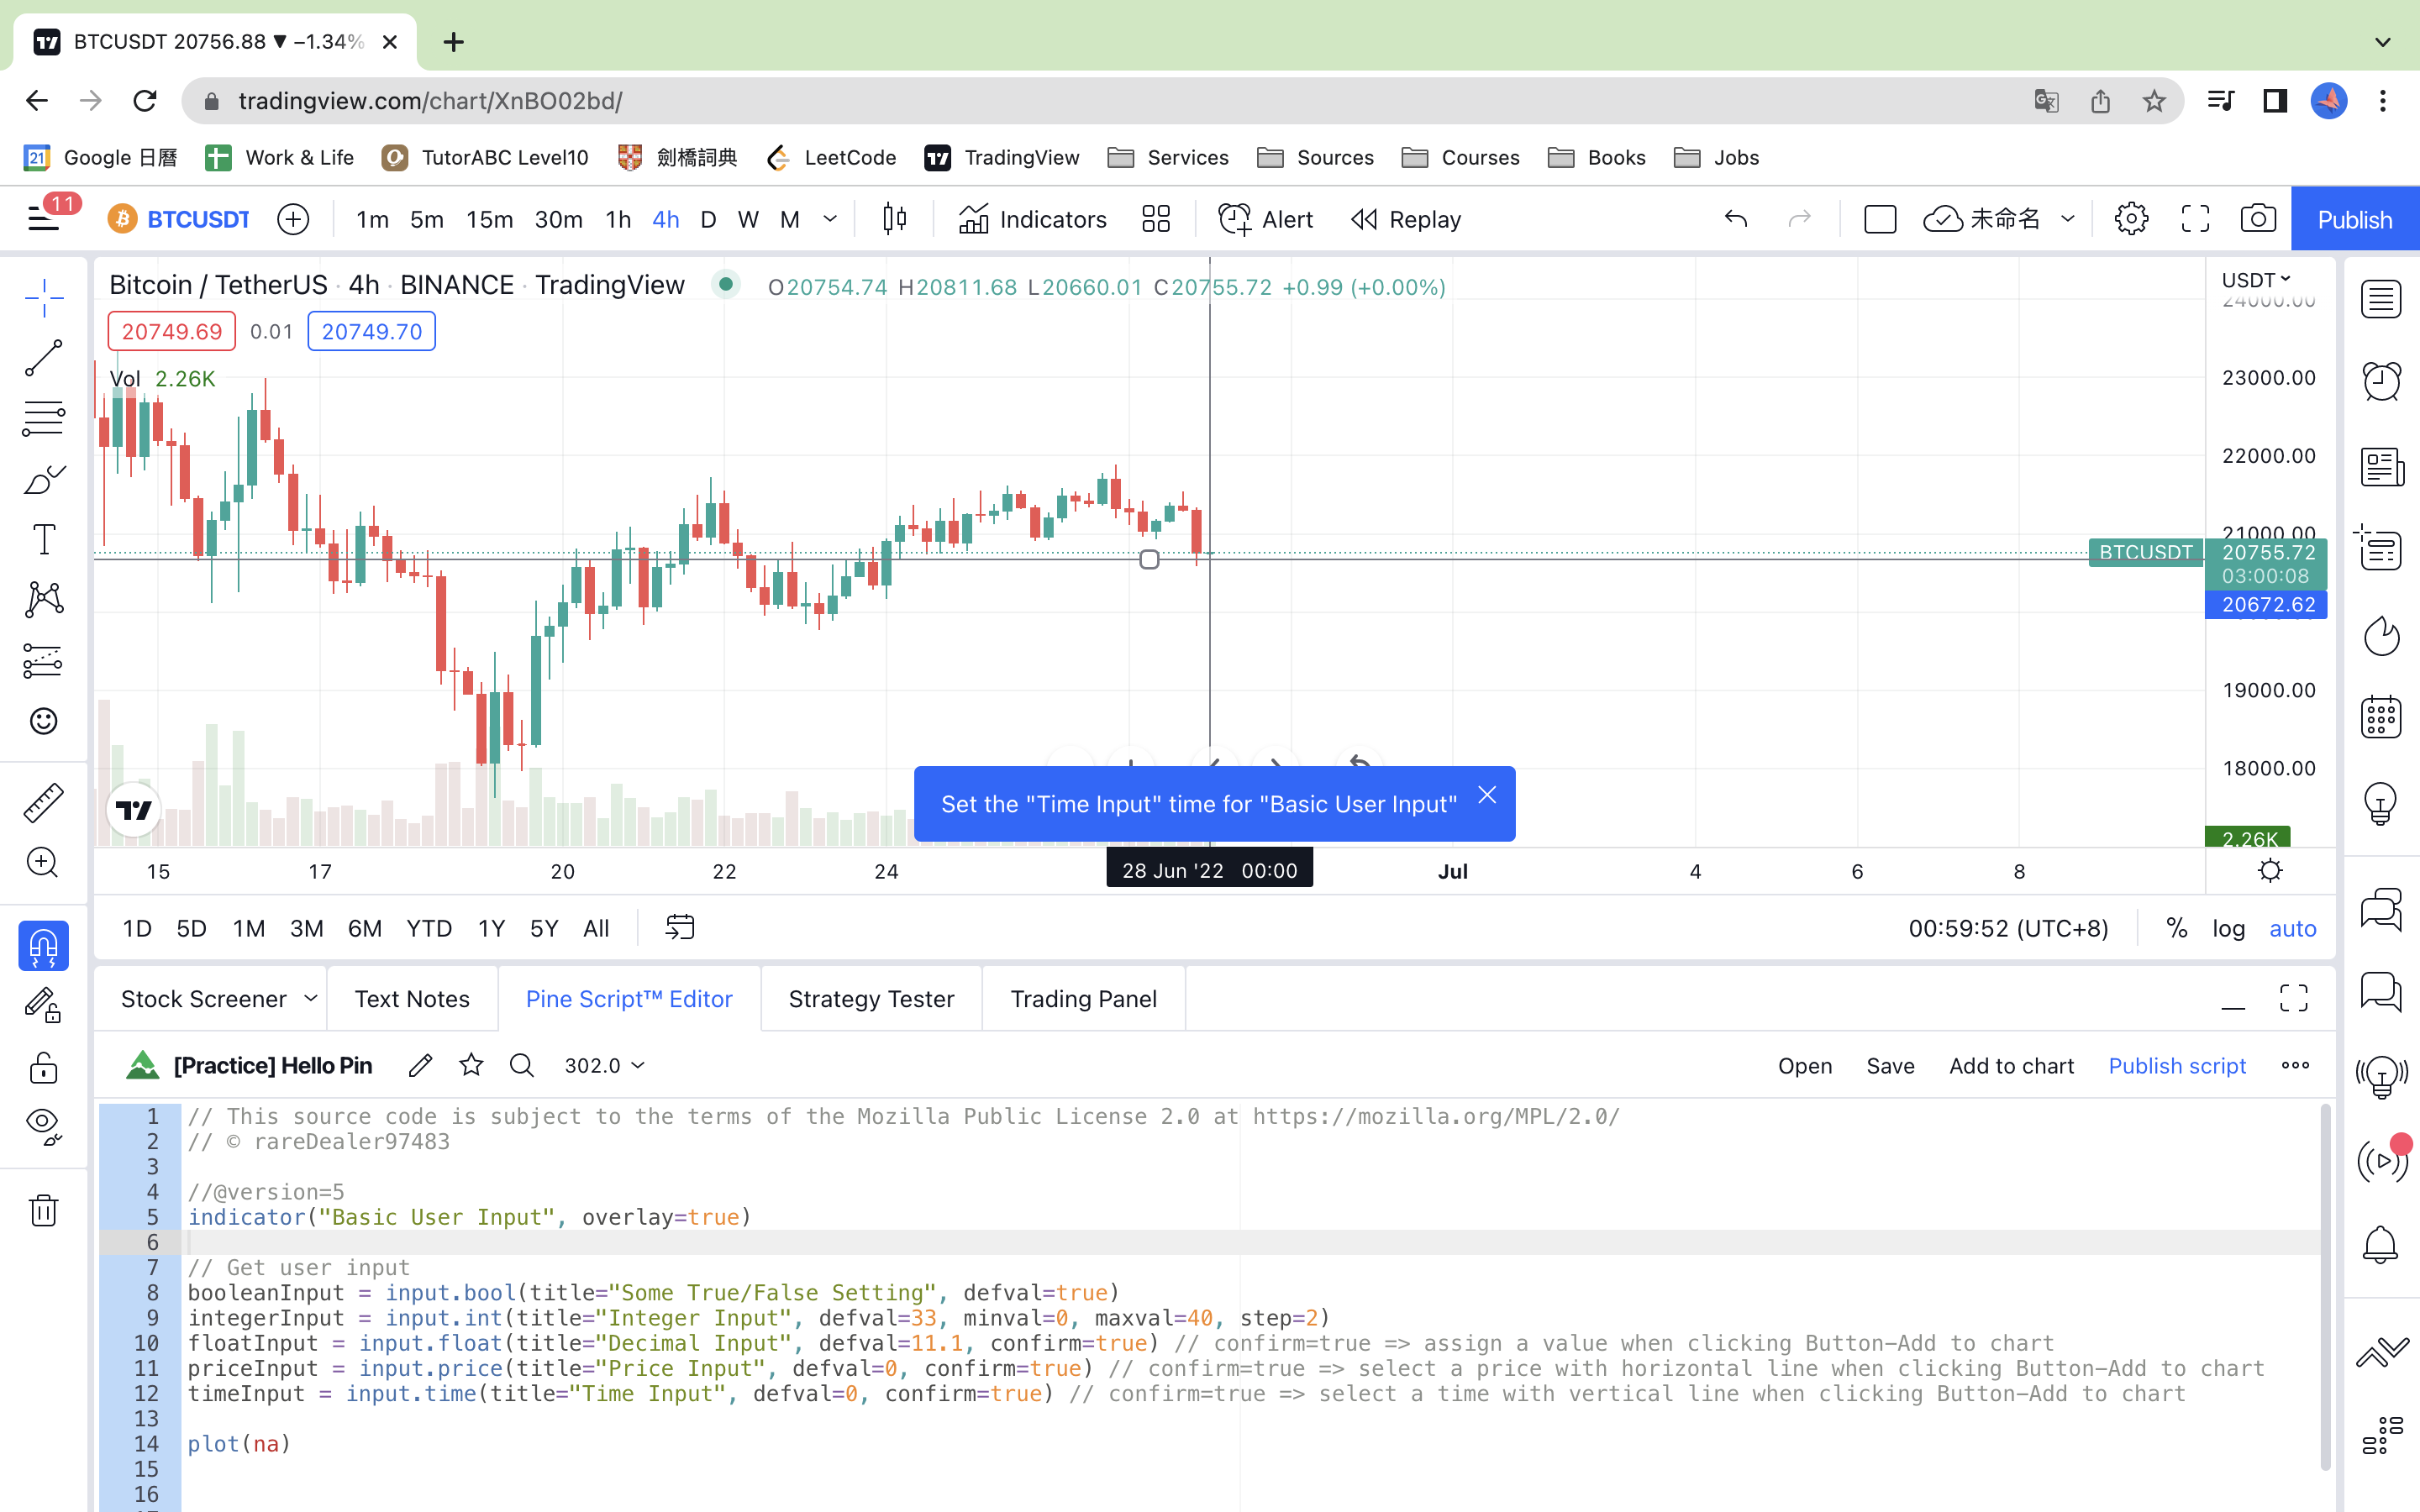 BTCUSDT 20756.88 ▼ −1.34%
tradingview.com/chart/XnBO02bd/
21 Google 日曆 Work & Life TutorABC Level10 劍橋詞典 LeetCode TradingView Services Sources Courses Books Jobs
11 BTCUSDT 1m 5m 15m 30m 1h 4h D W M Indicators Alert Replay 未命名 Publish
Bitcoin / TetherUS · 4h · BINANCE · TradingView O20754.74 H20811.68 L20660.01 C20755.72 +0.99 (+0.00%)
USDT
24000.00
20749.69 0.01 20749.70
Vol 2.26K
23000.00
22000.00
21000.00
BTCUSDT 20755.72
03:00:08
20672.62
19000.00
18000.00
Set the "Time Input" time for "Basic User Input"
2.26K
15 17 20 22 24 28 Jun '22 00:00 Jul 4 6 8
1D 5D 1M 3M 6M YTD 1Y 5Y All 00:59:52 (UTC+8) % log auto
Stock Screener Text Notes Pine Script™ Editor Strategy Tester Trading Panel
[Practice] Hello Pin 302.0 Open Save Add to chart Publish script
1 // This source code is subject to the terms of the Mozilla Public License 2.0 at https://mozilla.org/MPL/2.0/
2 // © rareDealer97483
3
4 //@version=5
5 indicator("Basic User Input", overlay=true)
6
7 // Get user input
8 booleanInput = input.bool(title="Some True/False Setting", defval=true)
9 integerInput = input.int(title="Integer Input", defval=33, minval=0, maxval=40, step=2)
10 floatInput = input.float(title="Decimal Input", defval=11.1, confirm=true) // confirm=true => assign a value when clicking Button-Add to chart
11 priceInput = input.price(title="Price Input", defval=0, confirm=true) // confirm=true => select a price with horizontal line when clicking Button-Add to chart
12 timeInput = input.time(title="Time Input", defval=0, confirm=true) // confirm=true => select a time with vertical line when clicking Button-Add to chart
13
14 plot(na)
15
16